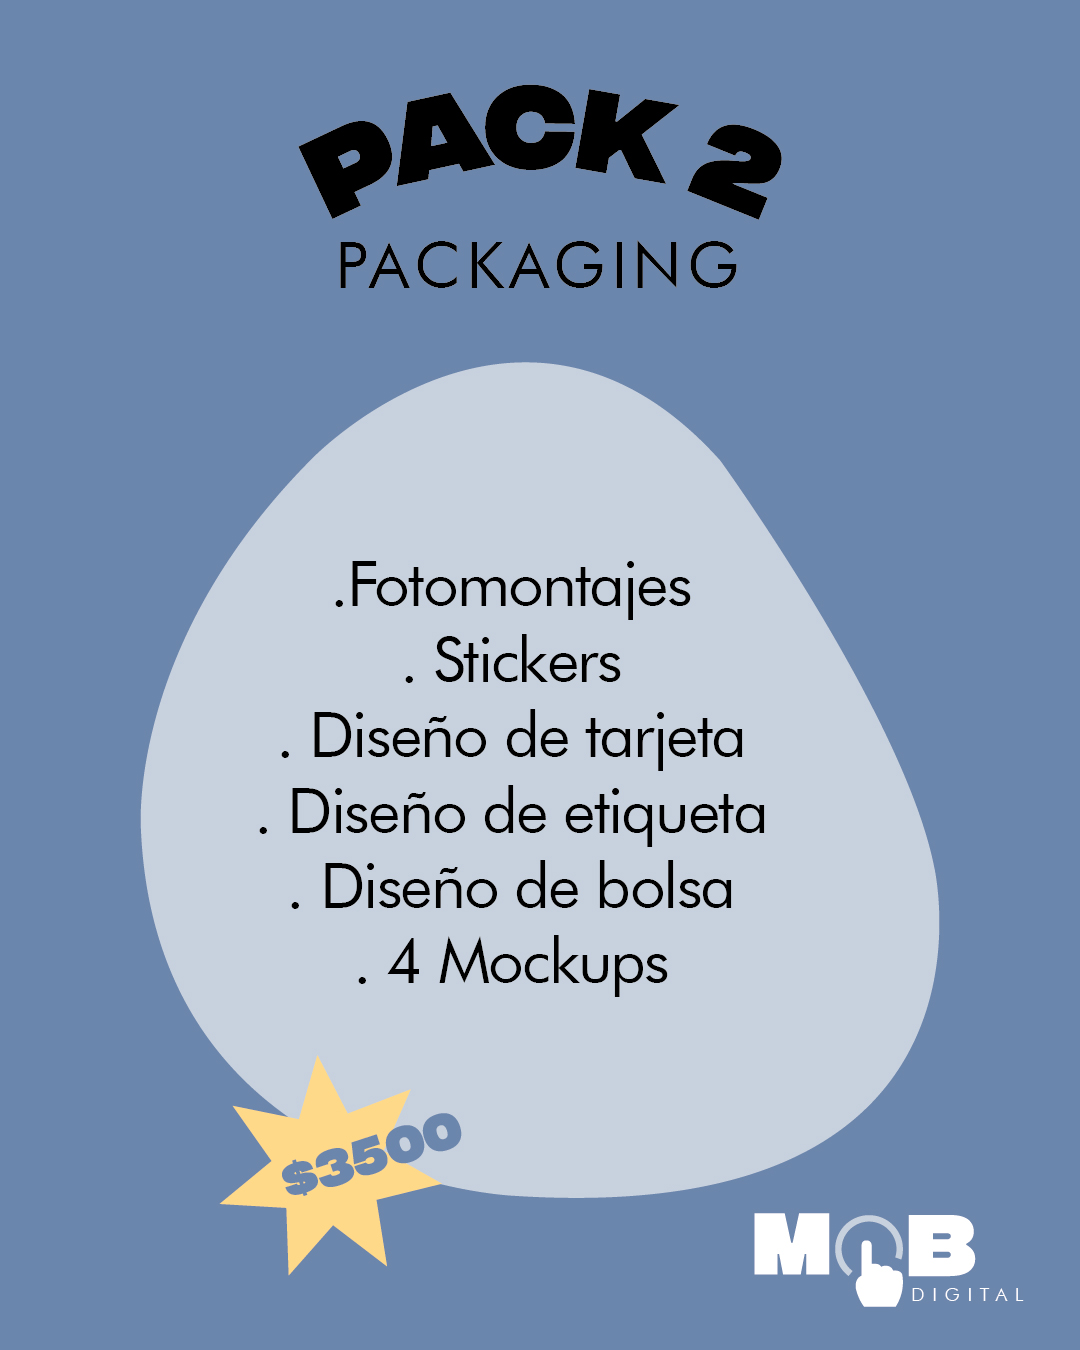 PACK 2
PACKAGING
.Fotomontajes
. Stickers
. Diseño de tarjeta
. Diseño de etiqueta
. Diseño de bolsa
. 4 Mockups
$3500
MOB
DIGITAL